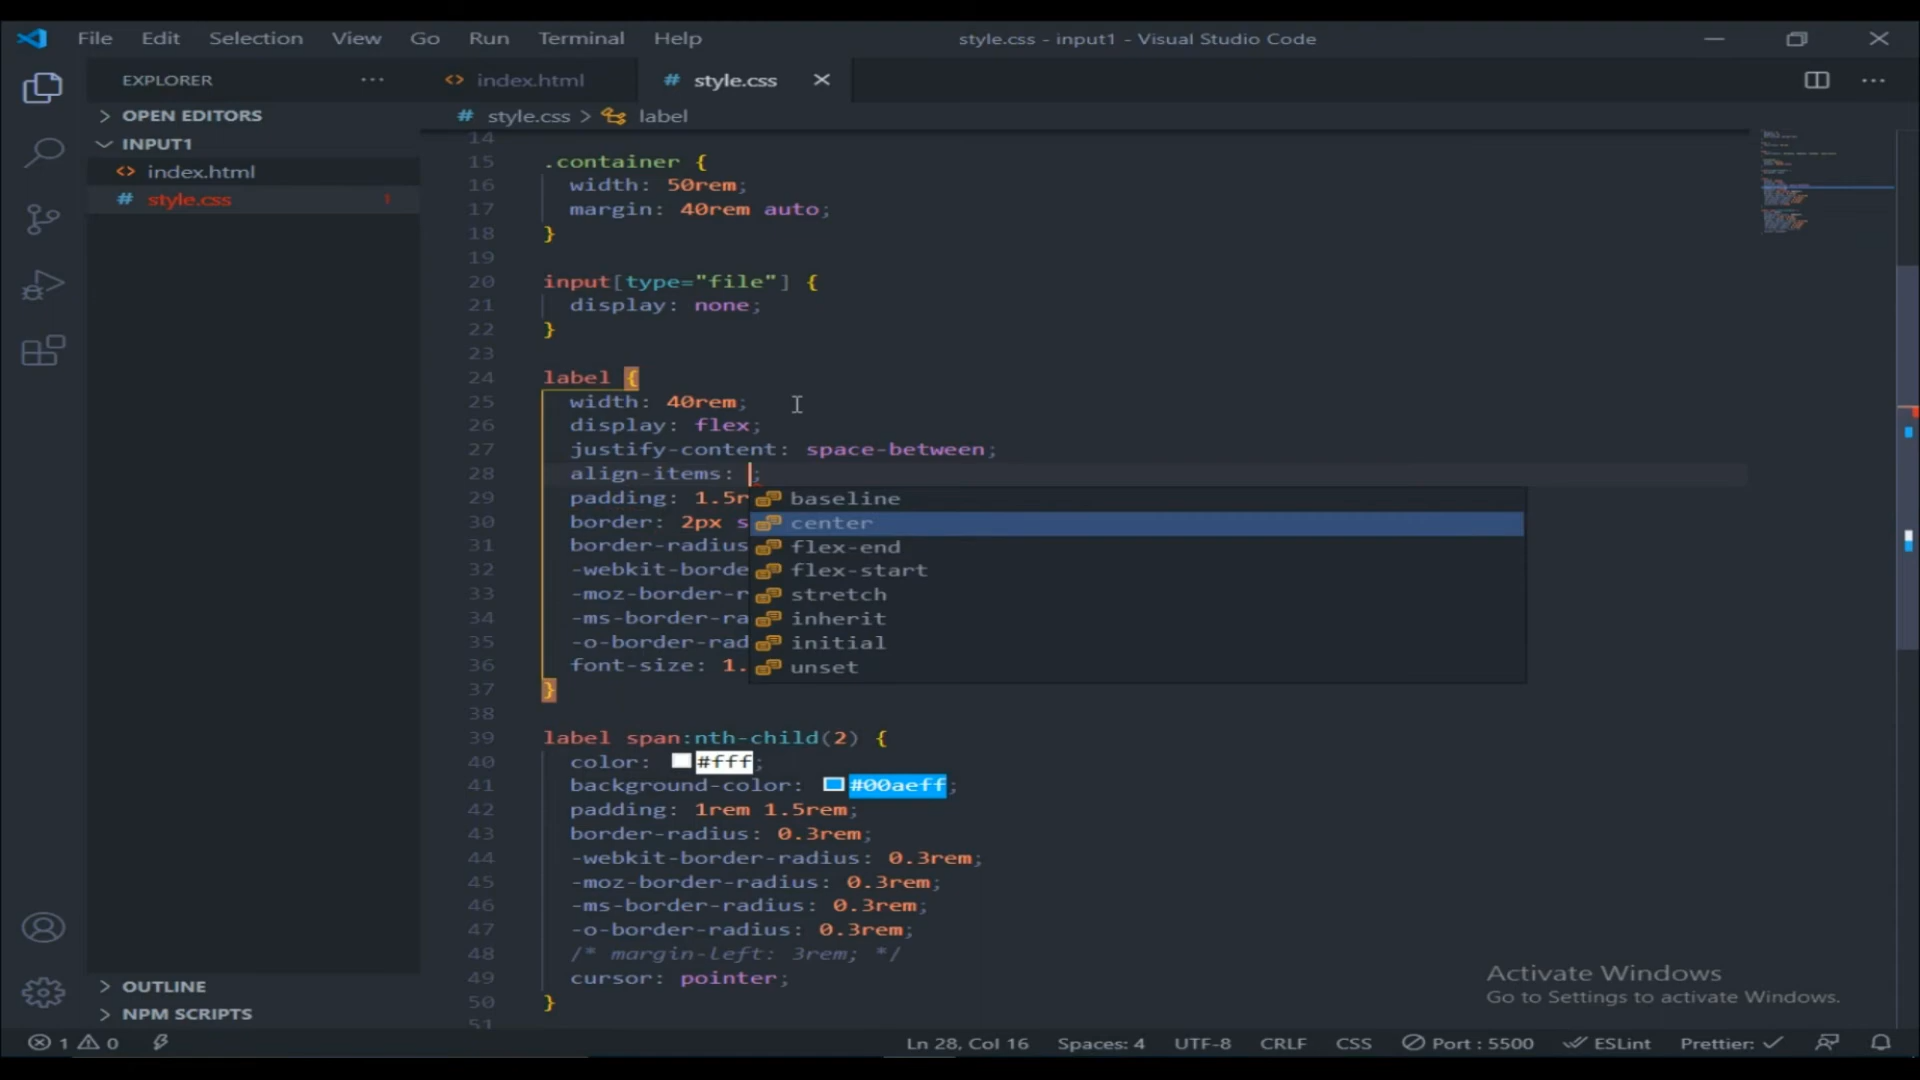 File Edit Selection View Go Run Terminal Help style.css - input1 - Visual Studio Code
EXPLORER ··· <> index.html # style.css
OPEN EDITORS
# style.css > label
INPUT1
<> index.html
# style.css 1
14
15 .container {
16 width: 50rem;
17 margin: 40rem auto;
18 }
19
20 input[type="file"] {
21 display: none;
22 }
23
24 label {
25 width: 40rem;
26 display: flex;
27 justify-content: space-between;
28 align-items: ;
29 padding: 1.5r baseline
30 border: 2px s center
31 border-radius flex-end
32 -webkit-borde flex-start
33 -moz-border-r stretch
34 -ms-border-ra inherit
35 -o-border-rad initial
36 font-size: 1. unset
37 }
38
39 label span:nth-child(2) {
40 color: #fff;
41 background-color: #00aeff;
42 padding: 1rem 1.5rem;
43 border-radius: 0.3rem;
44 -webkit-border-radius: 0.3rem;
45 -moz-border-radius: 0.3rem;
46 -ms-border-radius: 0.3rem;
47 -o-border-radius: 0.3rem;
48 /* margin-left: 3rem; */
49 cursor: pointer;
50 }
51
OUTLINE
NPM SCRIPTS
Activate Windows
Go to Settings to activate Windows.
1 0 Ln 28, Col 16 Spaces: 4 UTF-8 CRLF CSS Port : 5500 ESLint Prettier: ✓